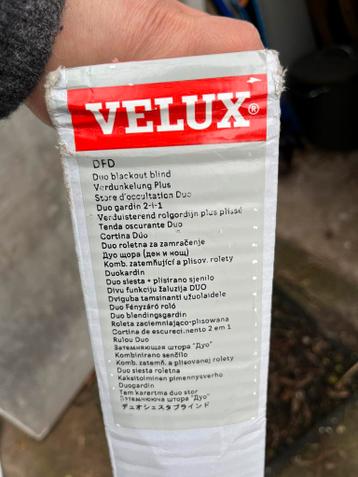 VELUX®
DFD
Duo blackout blind
Verdunkelung Plus
Store d'occultation Duo
Duo gardin 2-i-1
Verduisterend rolgordijn plus plissé
Tenda oscurante Duo
Cortina Dúo
Duo roletna za zamračenje
Дуо щора (ден и нощ)
Komb. zatemňující a plisov. rolety
Duokardin
Duo siesta + plisirano sjenilo
Divu funkciju žalūzija DUO
Dviguba tamsinanti užuolaidėlė
Duo Fényzáró roló
Duo blendingsgardin
Roleta zaciemniająco-plisowana
Cortina de escurecimento 2 em 1
Rulou Duo
Затемняющая штора "Дуо"
Kombinirano senčilo
Komb. zatemň. a plisovanej rolety
Duo siesta roletna
Kaksitoiminen pimennysverho
Duogardin
Tam karartma duo stor
Затемнююча штора "Дуо"
デュオシェスタブラインド